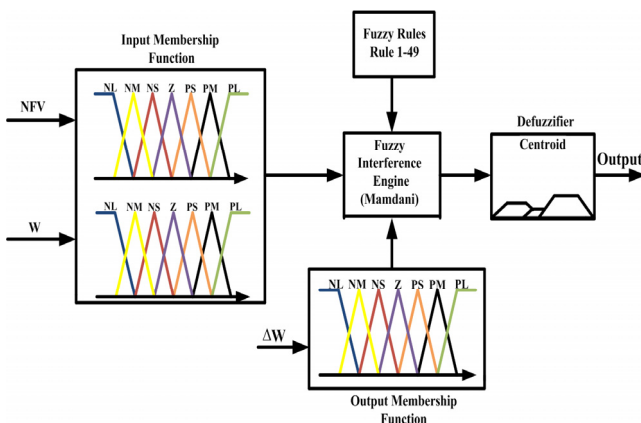 Input Membership
Function
NL NM NS Z PS PM PL
NFV
NL NM NS Z PS PM PL
W
Fuzzy Rules
Rule 1-49
Fuzzy
Interference
Engine
(Mamdani)
Defuzzifier
Centroid
Output
NL NM NS Z PS PM PL
ΔW
Output Membership
Function